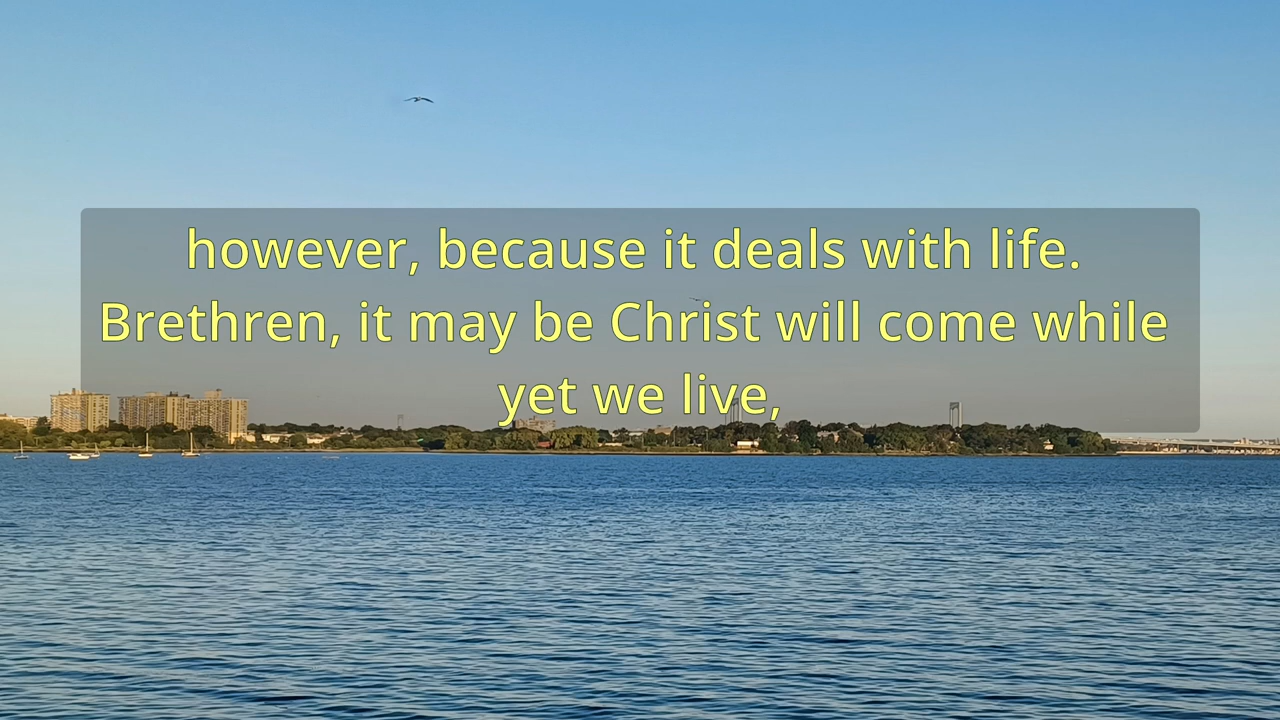 however, because it deals with life.
Brethren, it may be Christ will come while
yet we live,